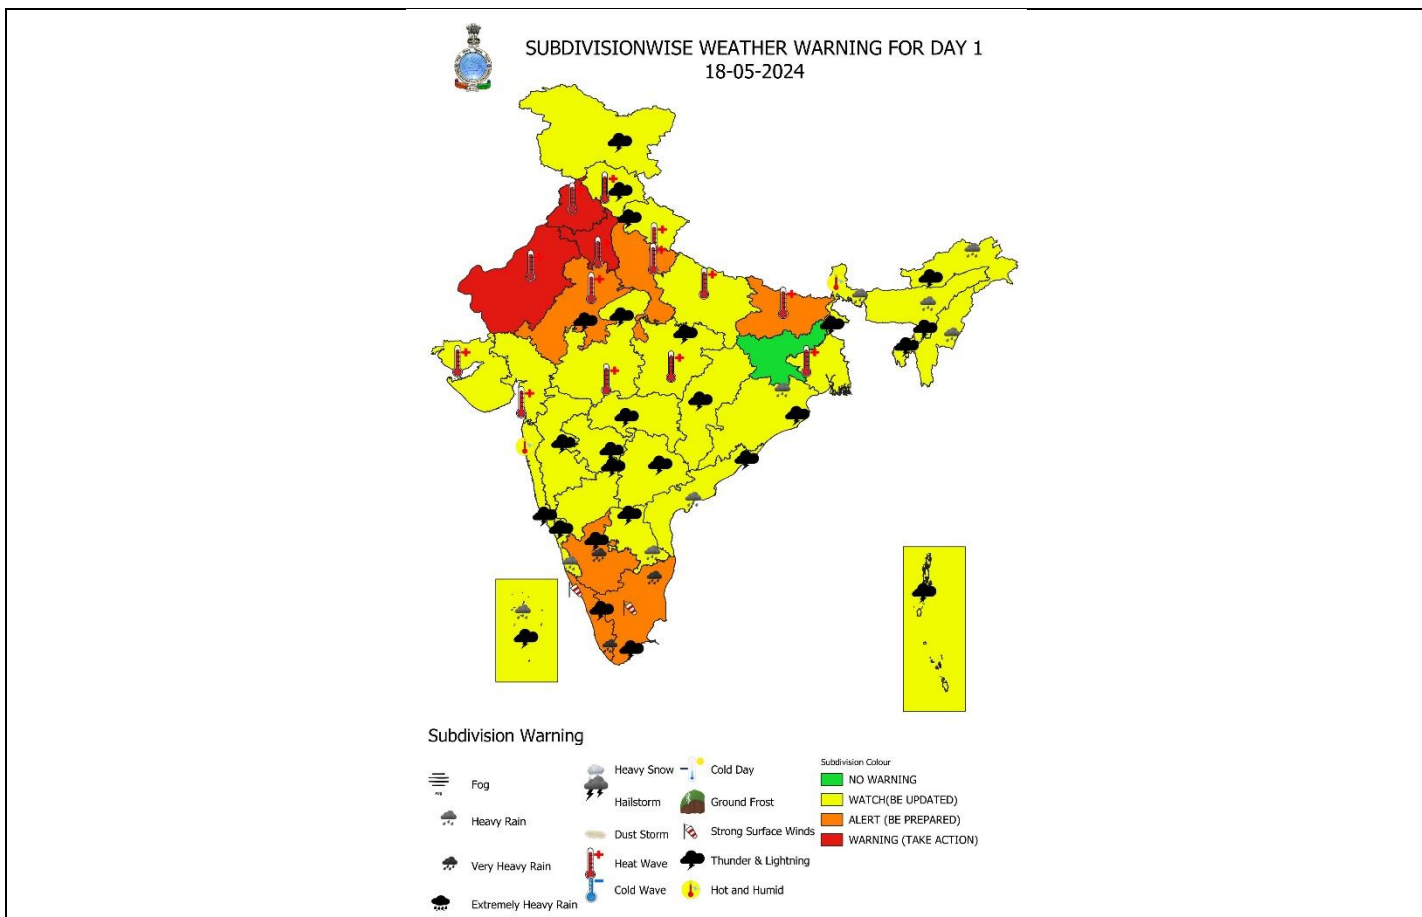 SUBDIVISIONWISE WEATHER WARNING FOR DAY 1
18-05-2024
Subdivision Warning
Fog
Heavy Rain
Very Heavy Rain
Extremely Heavy Rain
Heavy Snow
Hailstorm
Dust Storm
Heat Wave
Cold Wave
Cold Day
Ground Frost
Strong Surface Winds
Thunder & Lightning
Hot and Humid
Subdivision Colour
NO WARNING
WATCH(BE UPDATED)
ALERT (BE PREPARED)
WARNING (TAKE ACTION)